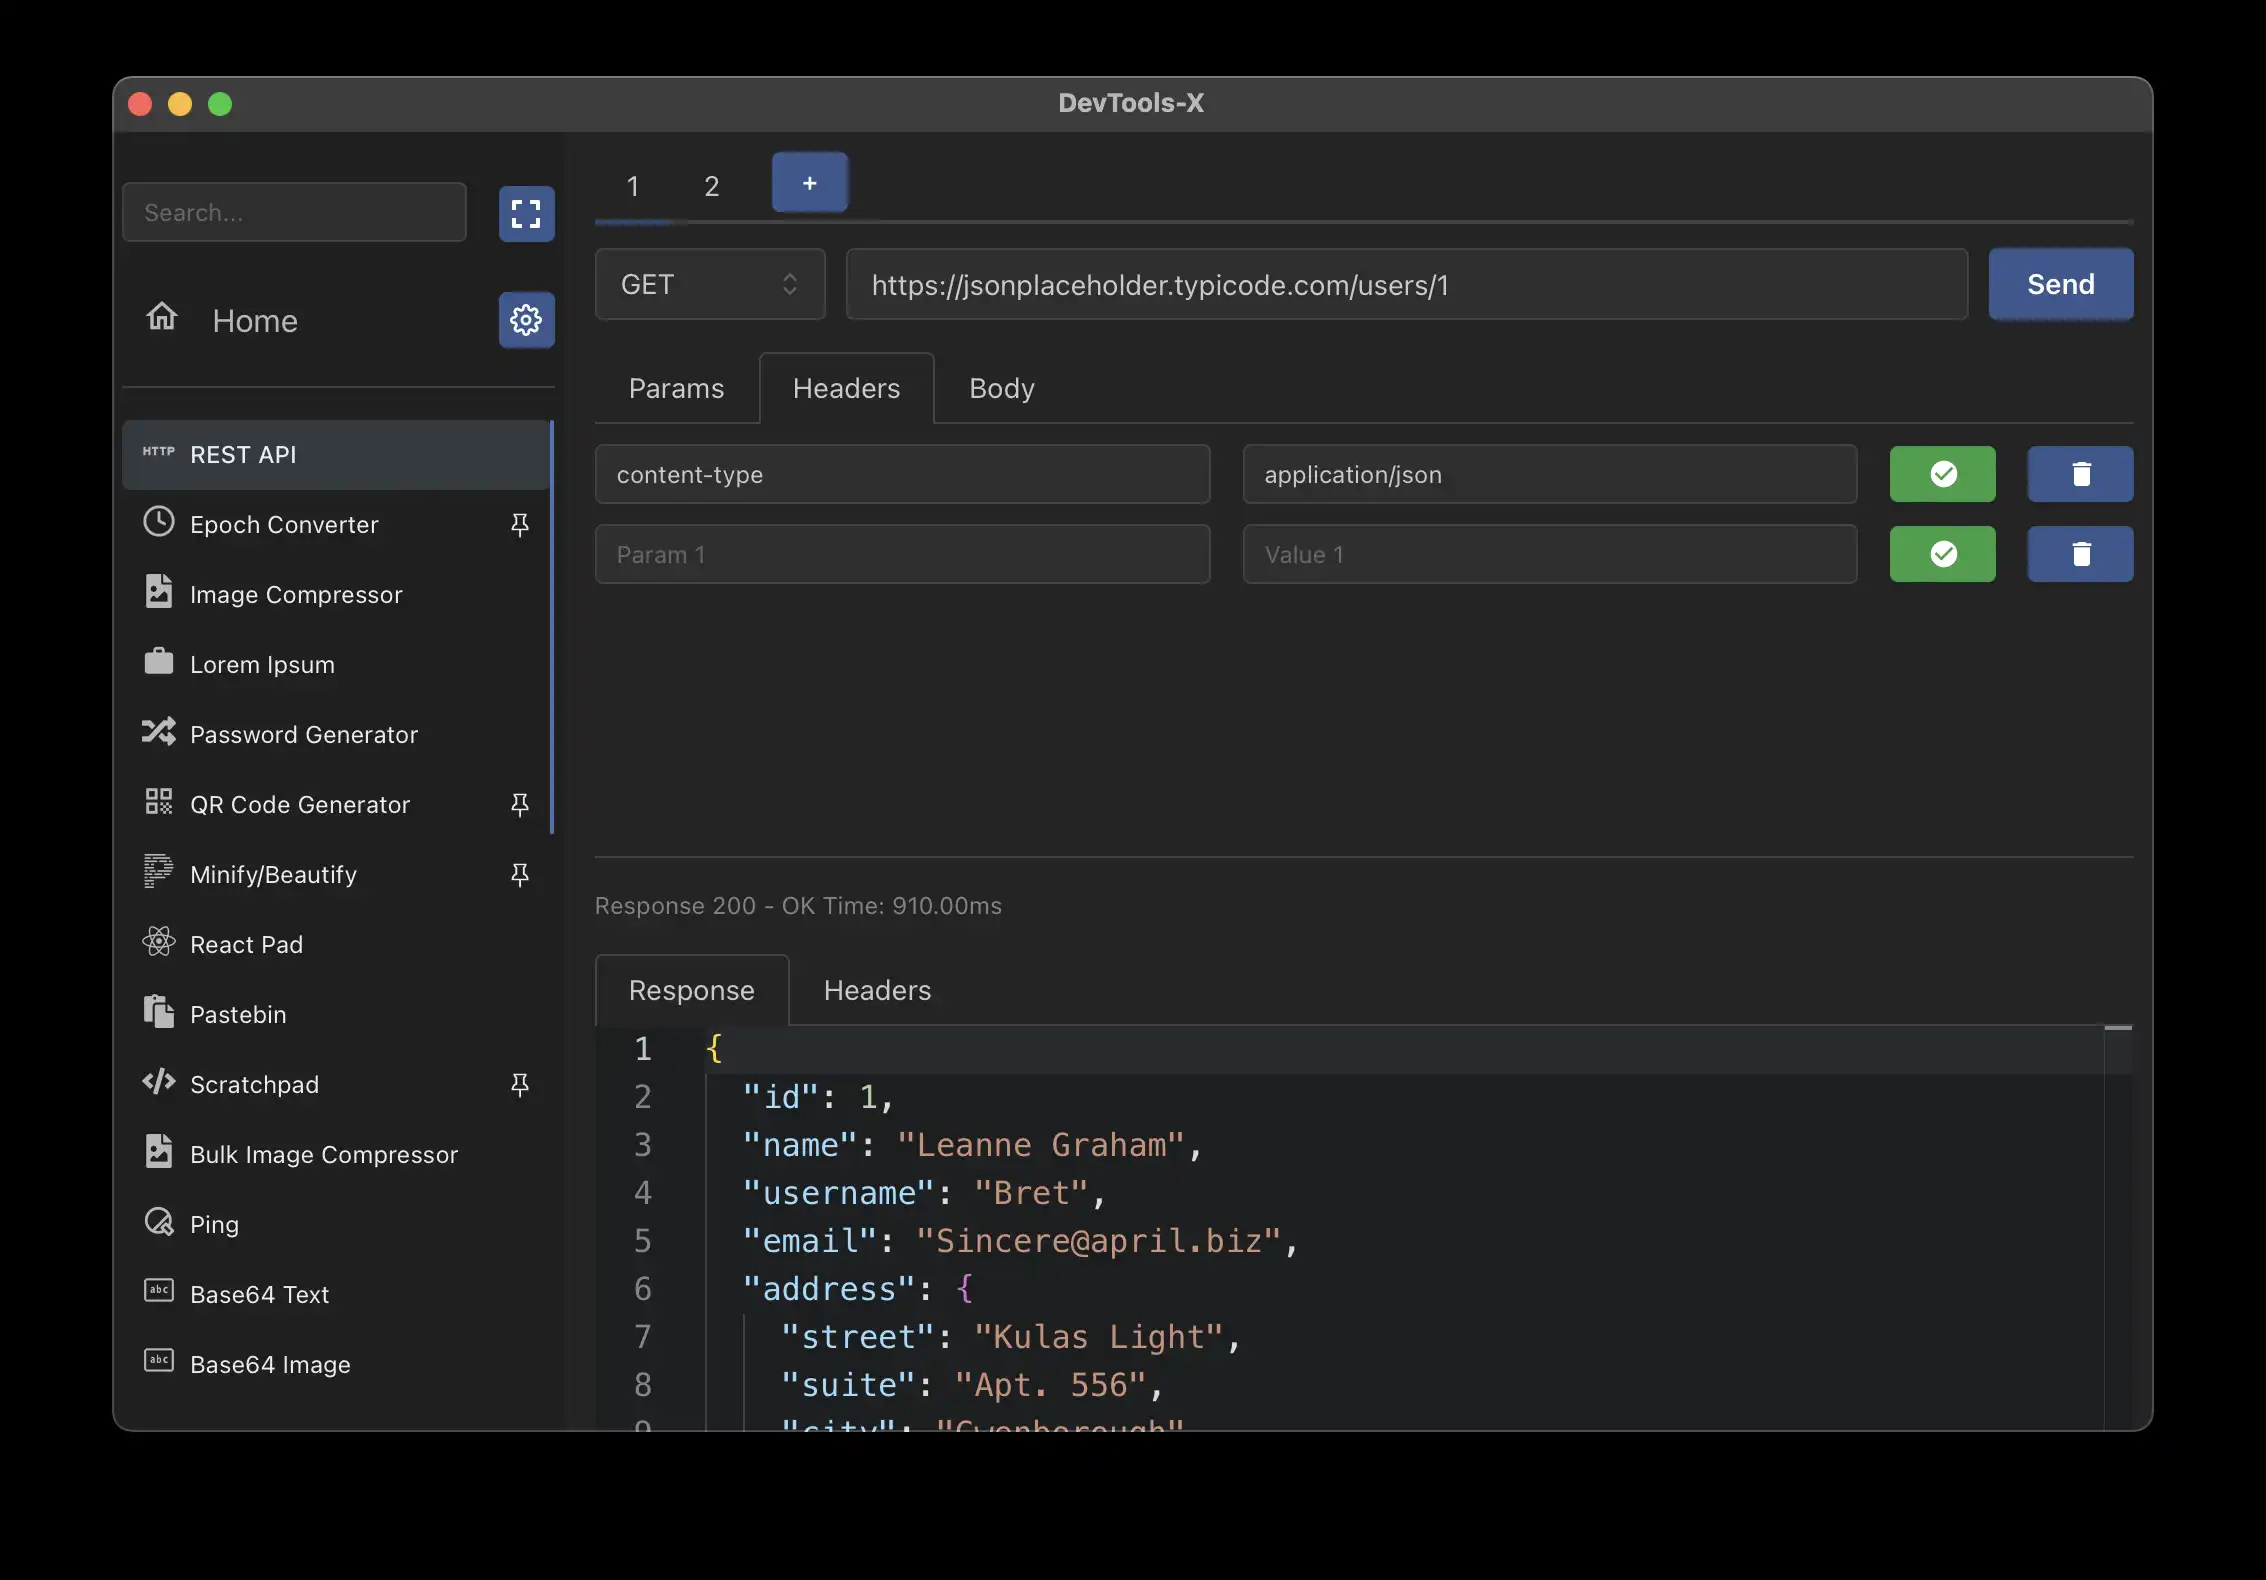 DevTools-X
Search...
Home
HTTP REST API
Epoch Converter
Image Compressor
Lorem Ipsum
Password Generator
QR Code Generator
Minify/Beautify
React Pad
Pastebin
Scratchpad
Bulk Image Compressor
Ping
abc Base64 Text
abc Base64 Image
1 2 +
GET https://jsonplaceholder.typicode.com/users/1 Send
Params Headers Body
content-type application/json
Param 1 Value 1
Response 200 - OK Time: 910.00ms
Response Headers
1 {
2 "id": 1,
3 "name": "Leanne Graham",
4 "username": "Bret",
5 "email": "Sincere@april.biz",
6 "address": {
7 "street": "Kulas Light",
8 "suite": "Apt. 556",
9 "city": "Gwenborough"